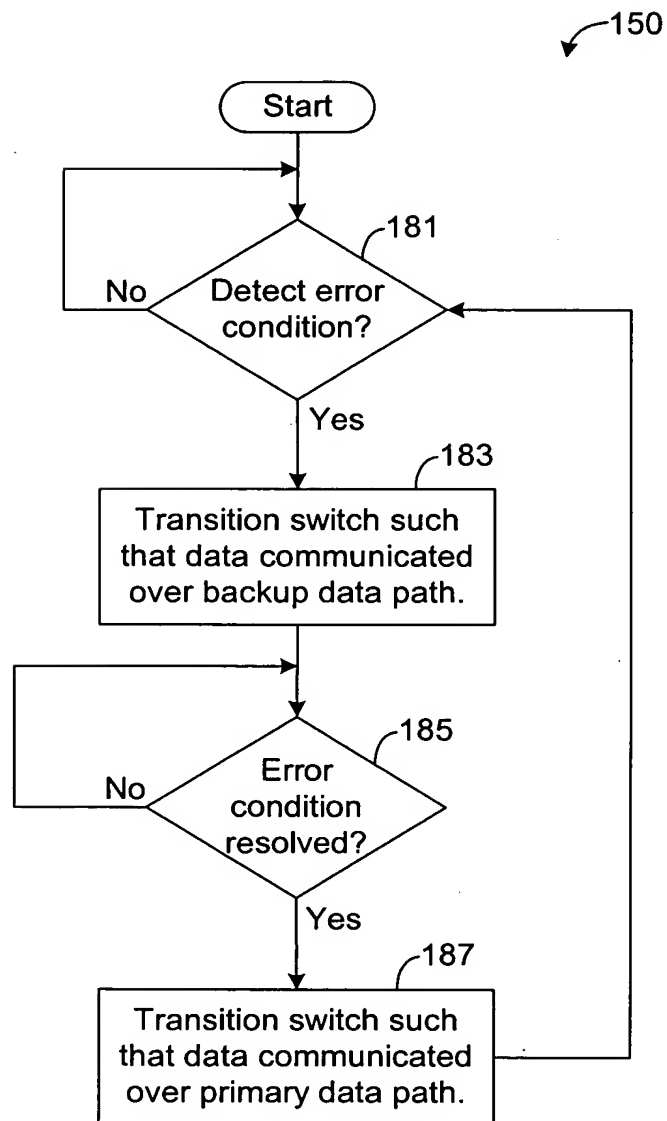 150
Start
181
No
Detect error
condition?
Yes
183
Transition switch such
that data communicated
over backup data path.
185
No
Error
condition
resolved?
Yes
187
Transition switch such
that data communicated
over primary data path.